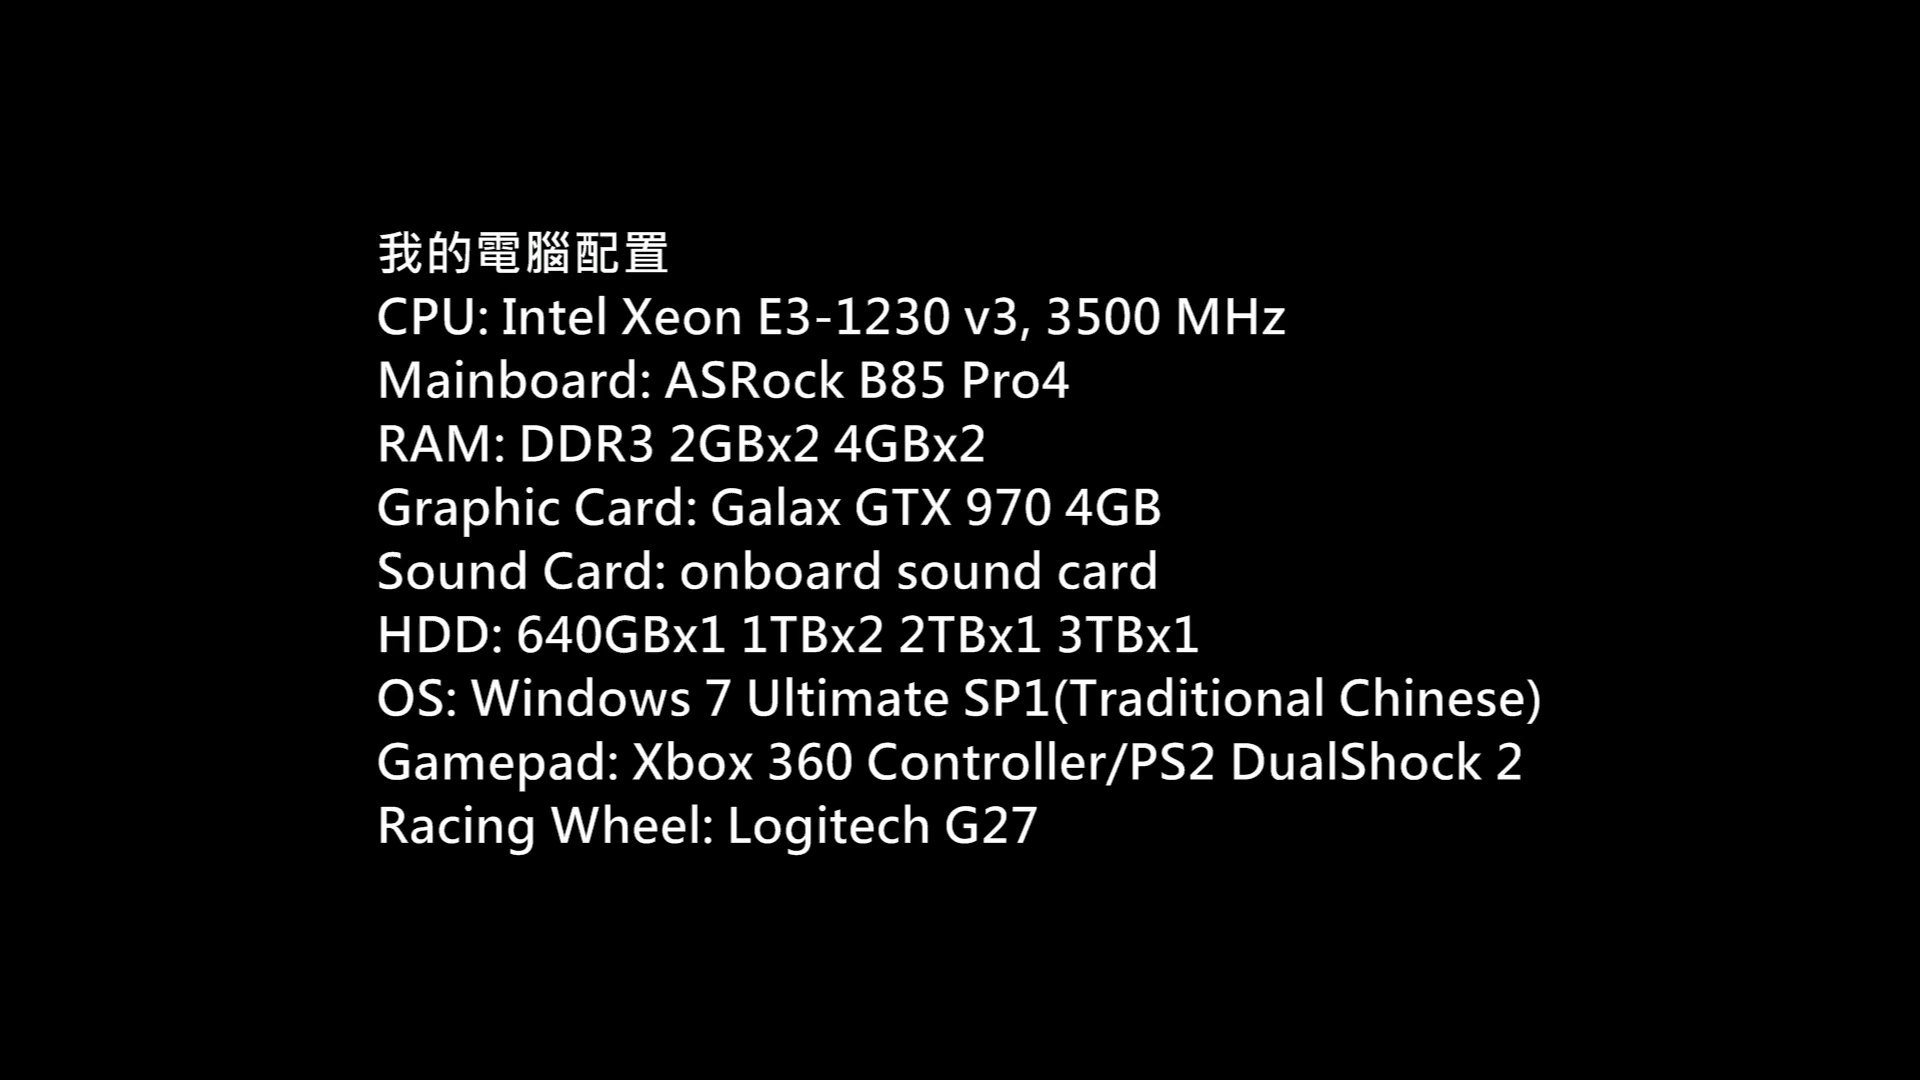 我的電腦配置
CPU: Intel Xeon E3-1230 v3, 3500 MHz
Mainboard: ASRock B85 Pro4
RAM: DDR3 2GBx2 4GBx2
Graphic Card: Galax GTX 970 4GB
Sound Card: onboard sound card
HDD: 640GBx1 1TBx2 2TBx1 3TBx1
OS: Windows 7 Ultimate SP1(Traditional Chinese)
Gamepad: Xbox 360 Controller/PS2 DualShock 2
Racing Wheel: Logitech G27